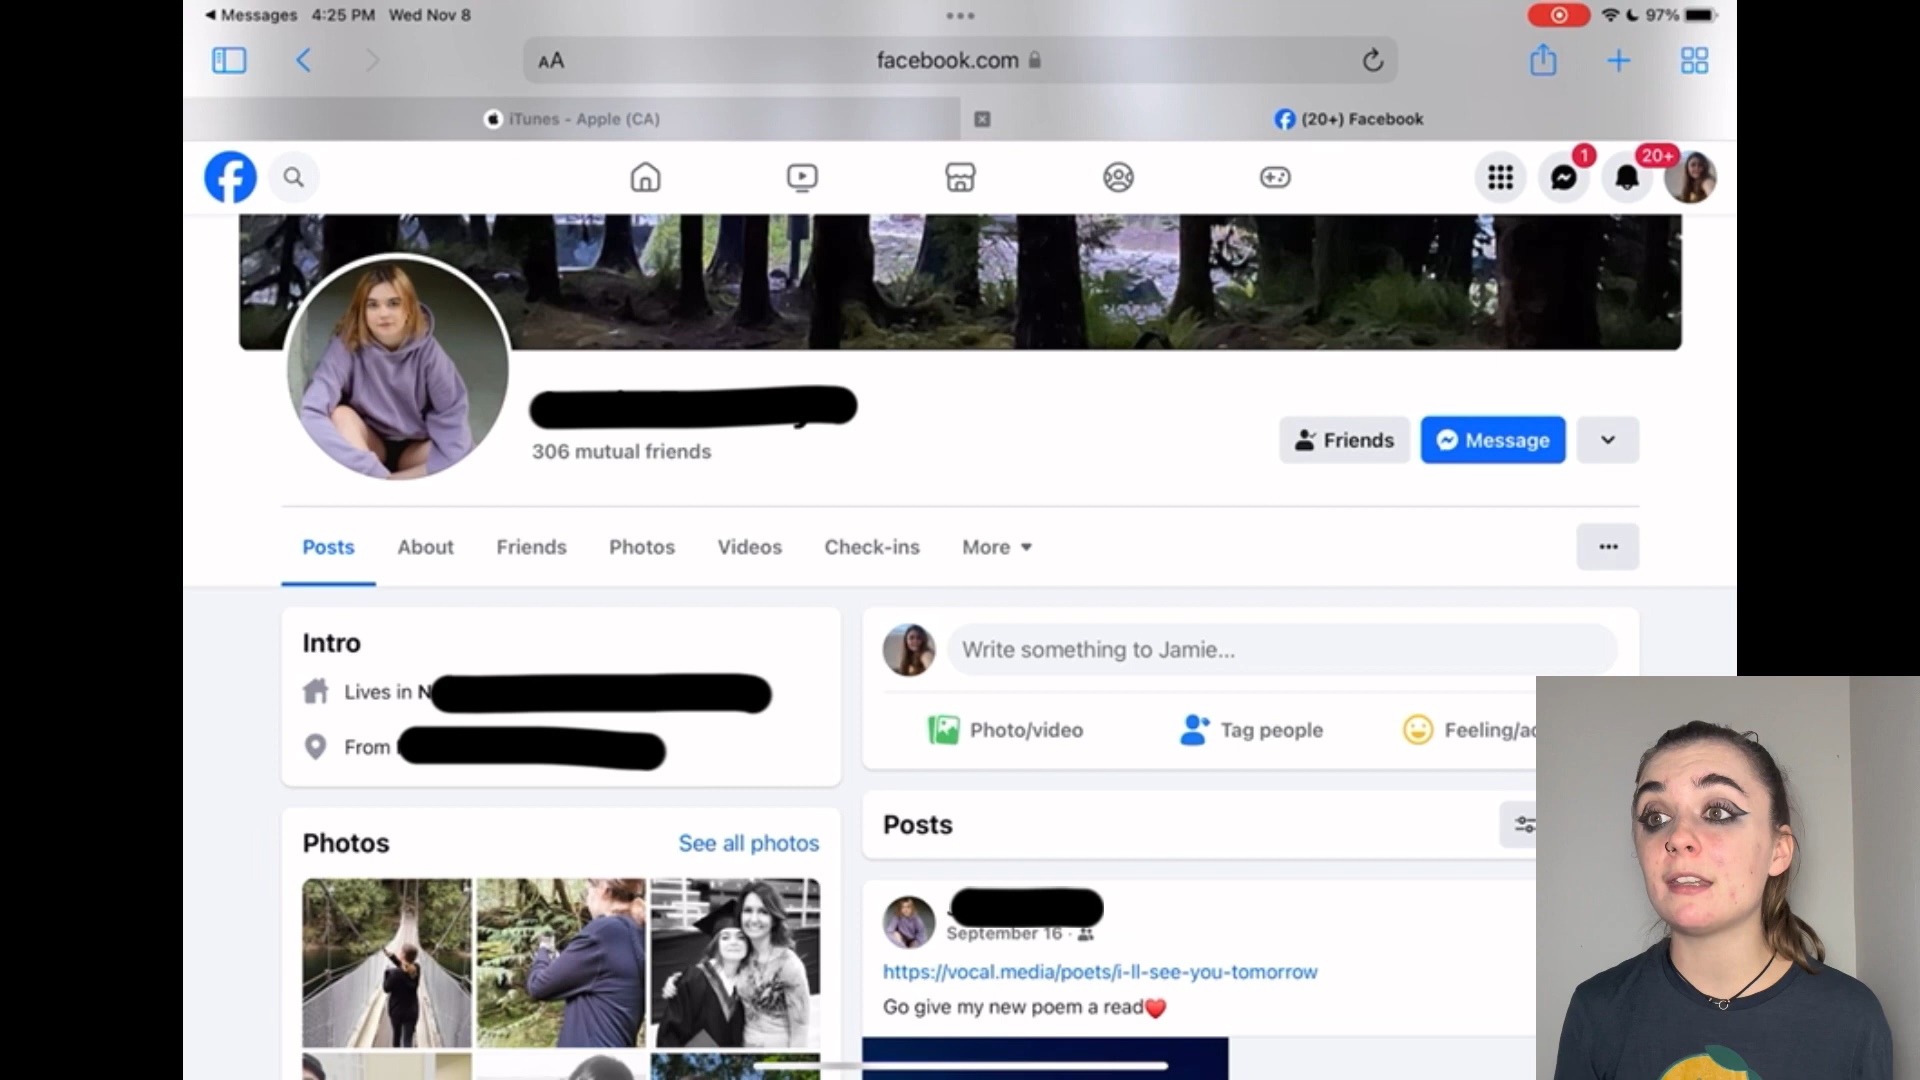 Messages 4:25 PM Wed Nov 8
97%
AA
facebook.com
iTunes - Apple (CA)
(20+) Facebook
1
20+
306 mutual friends
Friends
Message
Posts
About
Friends
Photos
Videos
Check-ins
More
Intro
Lives in N
From
Photos
See all photos
Write something to Jamie...
Photo/video
Tag people
Feeling/ac
Posts
September 16 ·
https://vocal.media/poets/i-ll-see-you-tomorrow
Go give my new poem a read❤️